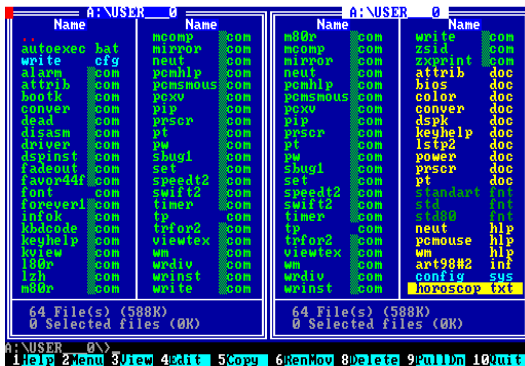 A:\USER   0
A:\USER   0
Name Name
Name Name
..
autoexec bat
write cfg
alarm com
attrib com
bootk com
conver com
dead com
disasm com
driver com
dspinst com
fadeout com
favor44f com
font com
forever1 com
infok com
kbdcode com
keyhelp com
kview com
l80r com
lzh com
m80r com
mcomp com
mirror com
neut com
pcmhlp com
pcmsmous com
pcxv com
pip com
prscr com
pt com
pw com
sbug1 com
set com
speedt2 com
swift2 com
timer com
tp com
trfor2 com
viewtex com
wm com
wrdiv com
wrinst com
write com
64 File(s) (588K)
0 Selected files (0K)
m80r com
mcomp com
mirror com
neut com
pcmhlp com
pcmsmous com
pcxv com
pip com
prscr com
pt com
pw com
sbug1 com
set com
speedt2 com
swift2 com
timer com
tp com
trfor2 com
viewtex com
wm com
wrdiv com
wrinst com
write com
zsid com
zxprint com
attrib doc
bios doc
color doc
conver doc
dspk doc
keyhelp doc
lstp2 doc
power doc
prscr doc
pt doc
standart fnt
std fnt
std80 fnt
neut hlp
pcmouse hlp
wm hlp
art98#2 inf
config sys
horoscop txt
64 File(s) (588K)
0 Selected files (0K)
A:\USER   0\>_
1Help 2Menu 3View 4Edit 5Copy 6RenMov 8Delete 9PullDn 10Quit